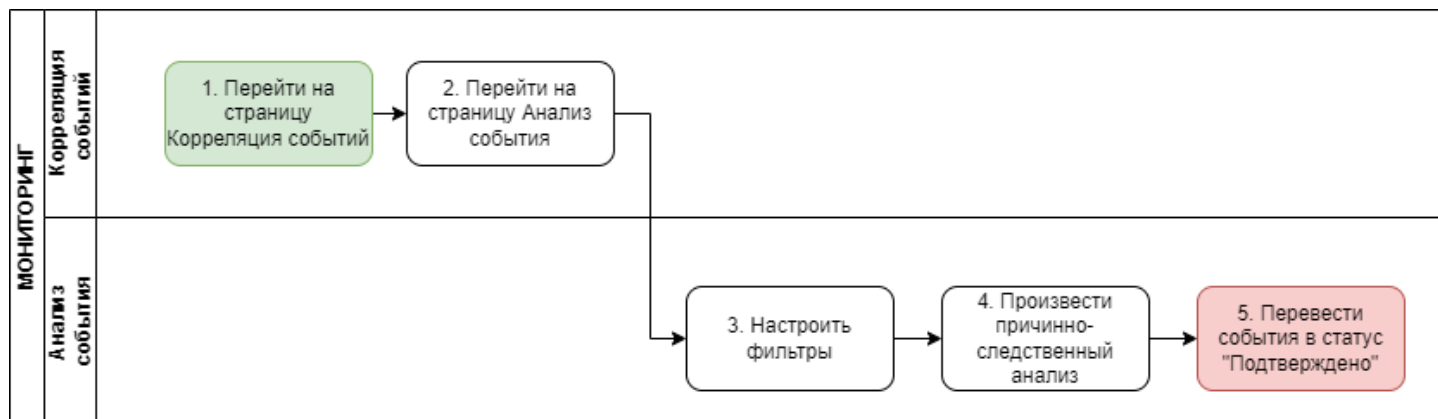 МОНИТОРИНГ
Корреляция
событий
1. Перейти на
страницу
Корреляция событий
2. Перейти на
страницу Анализ
события
Анализ
события
3. Настроить
фильтры
4. Произвести
причинно-
следственный
анализ
5. Перевести
события в статус
"Подтверждено"